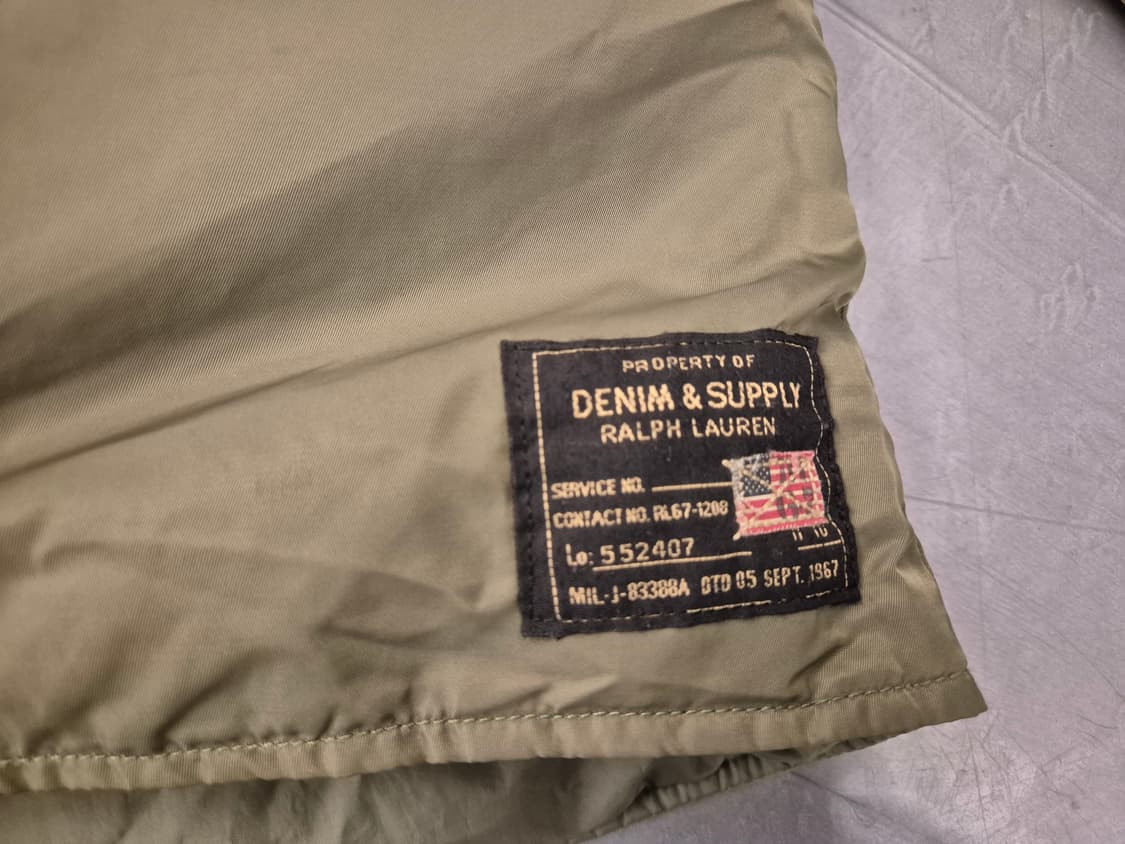 PROPERTY OF
DENIM & SUPPLY
RALPH LAUREN
SERVICE NO.
CONTACT NO. RL67-1208
Lo: 552407
MIL-J-83388A DTD 05 SEPT. 1967